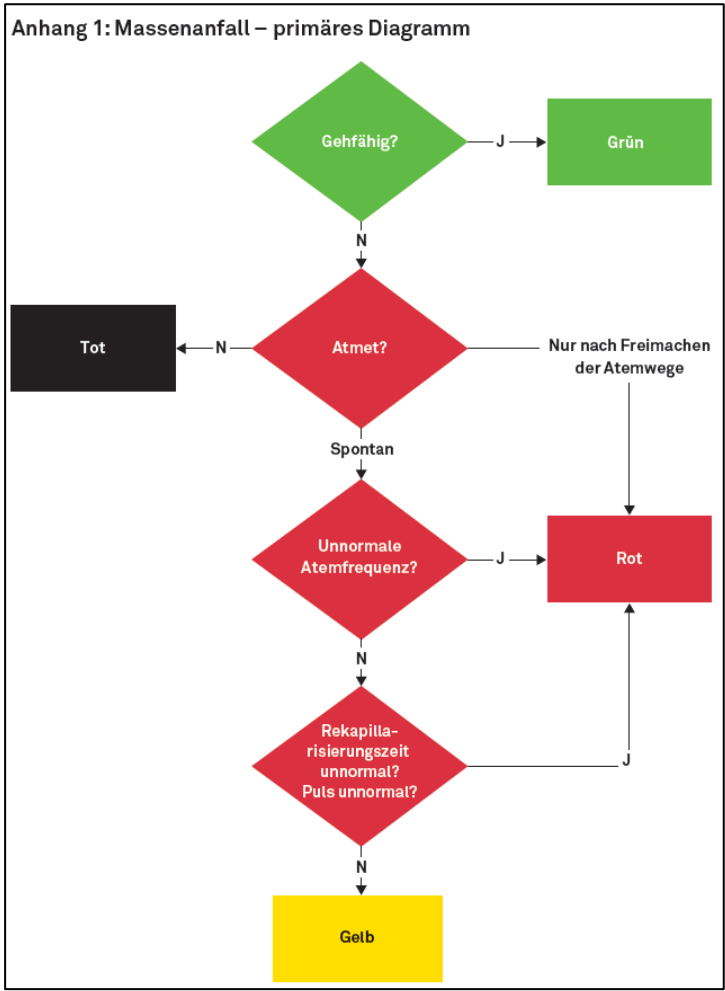 Anhang 1: Massenanfall – primäres Diagramm
Gehfähig?
J
Grün
N
Tot
N
Atmet?
Nur nach Freimachen
der Atemwege
Spontan
Unnormale
Atemfrequenz?
J
Rot
N
Rekapilla-
risierungszeit
unnormal?
Puls unnormal?
J
N
Gelb